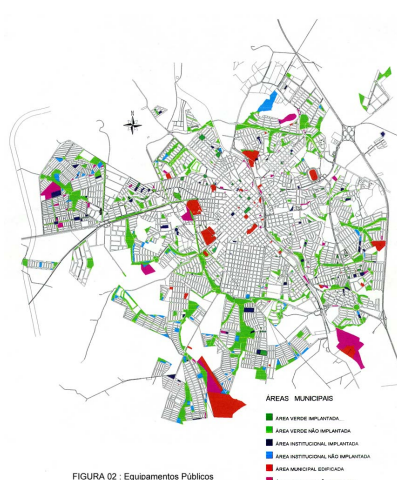 N
ÁREAS MUNICIPAIS
ÁREA VERDE IMPLANTADA
ÁREA VERDE NÃO IMPLANTADA
ÁREA INSTITUCIONAL IMPLANTADA
ÁREA INSTITUCIONAL NÃO IMPLANTADA
ÁREA MUNICIPAL EDIFICADA
FIGURA 02 : Equipamentos Públicos